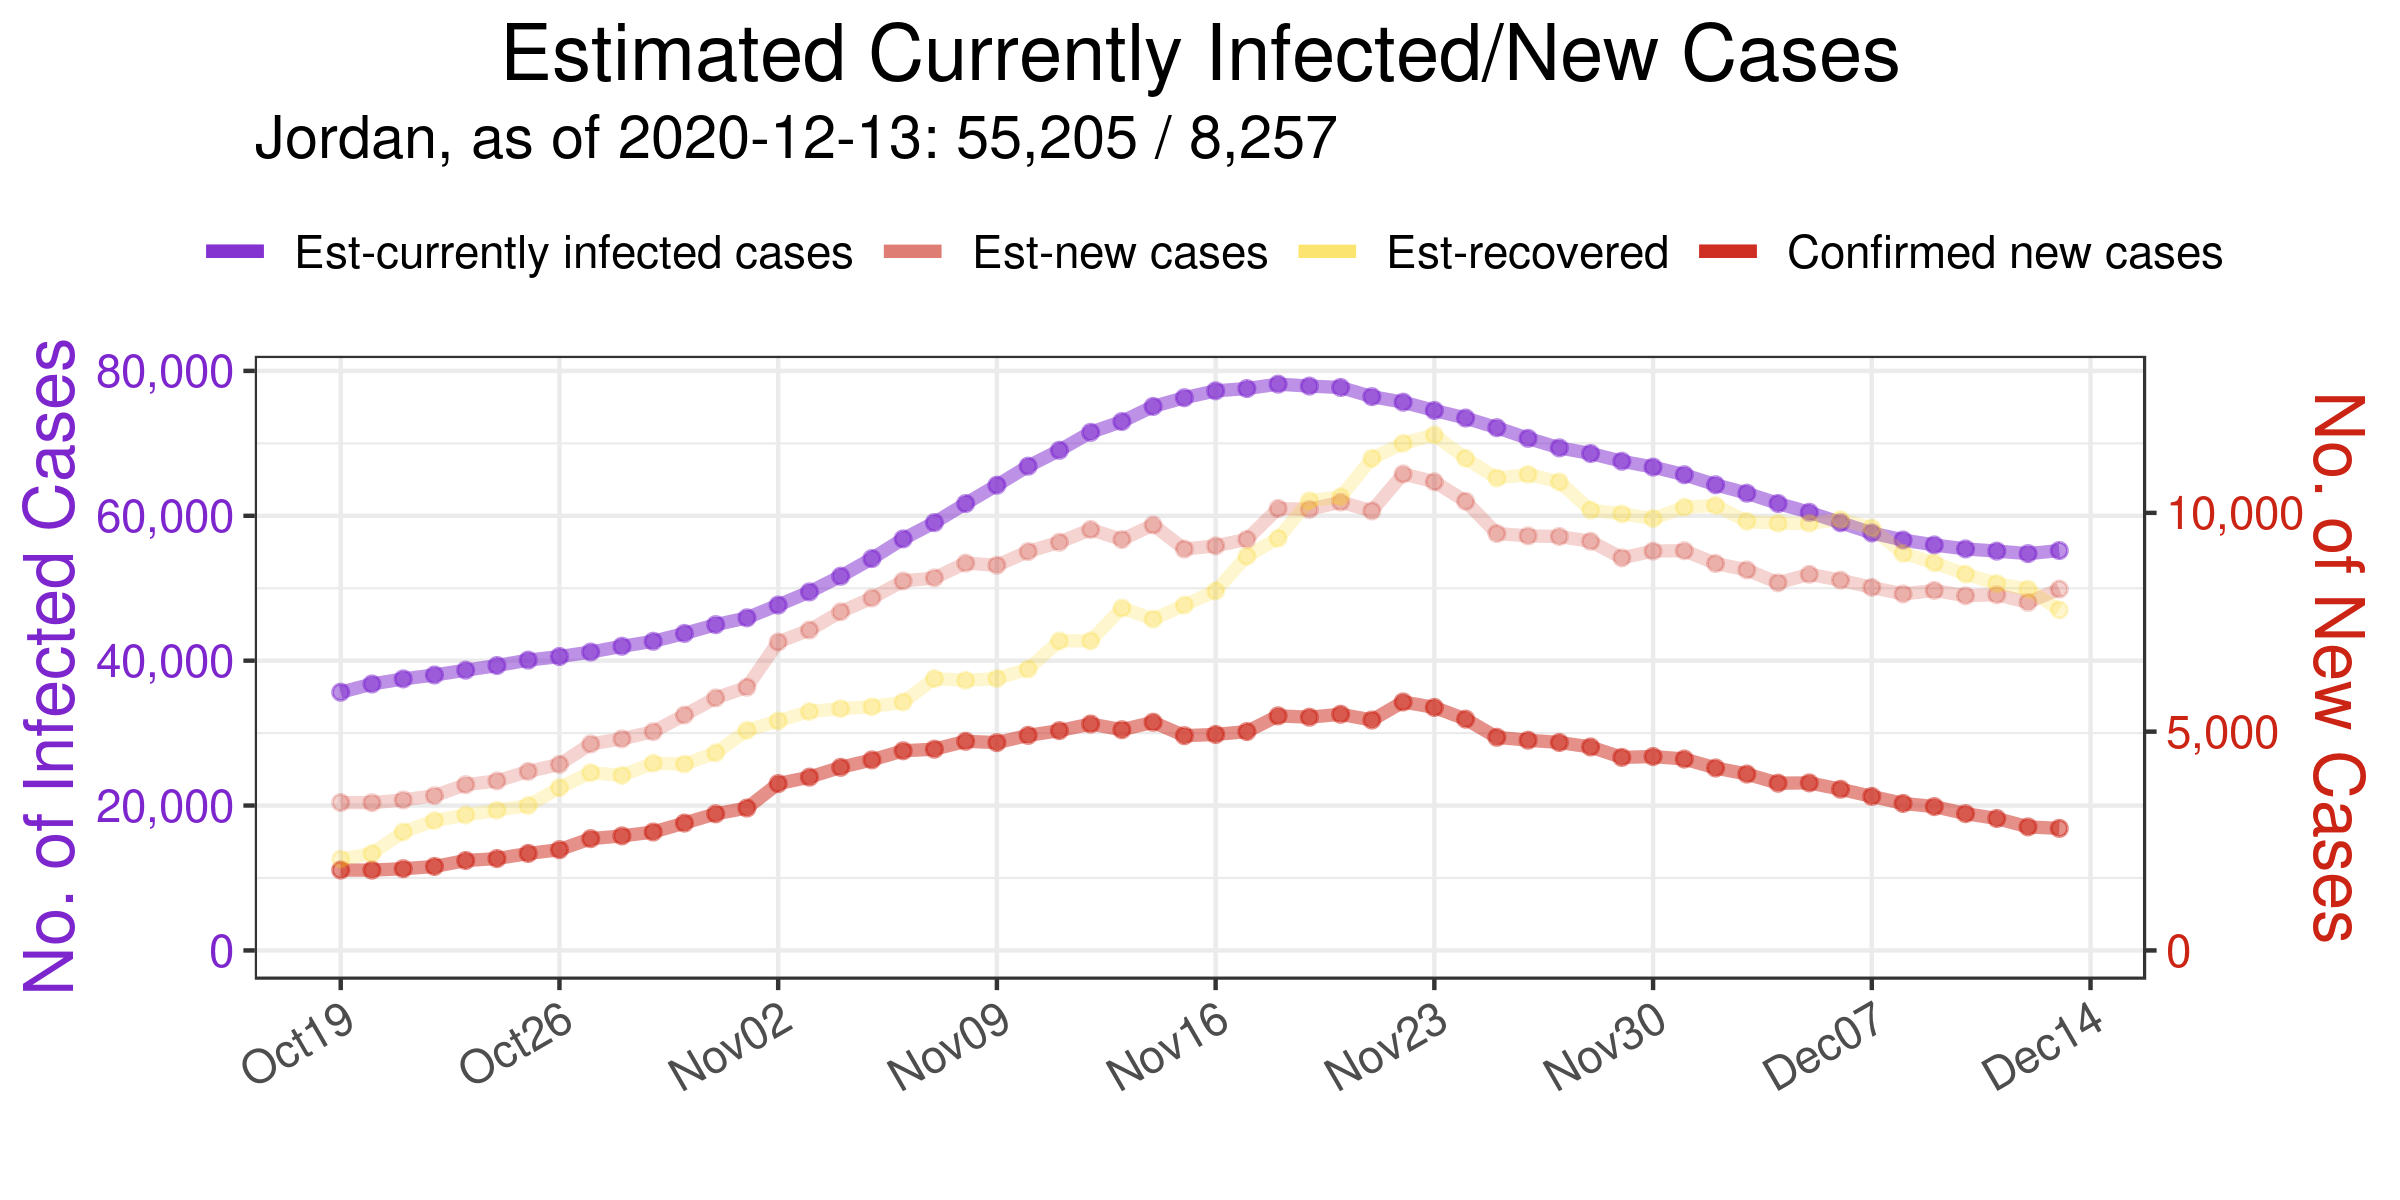 Estimated Currently Infected/New Cases
Jordan, as of 2020-12-13: 55,205 / 8,257
Est-currently infected cases Est-new cases Est-recovered Confirmed new cases
No. of Infected Cases
80,000
60,000
40,000
20,000
0
No. of New Cases
10,000
5,000
0
Oct19 Oct26 Nov02 Nov09 Nov16 Nov23 Nov30 Dec07 Dec14